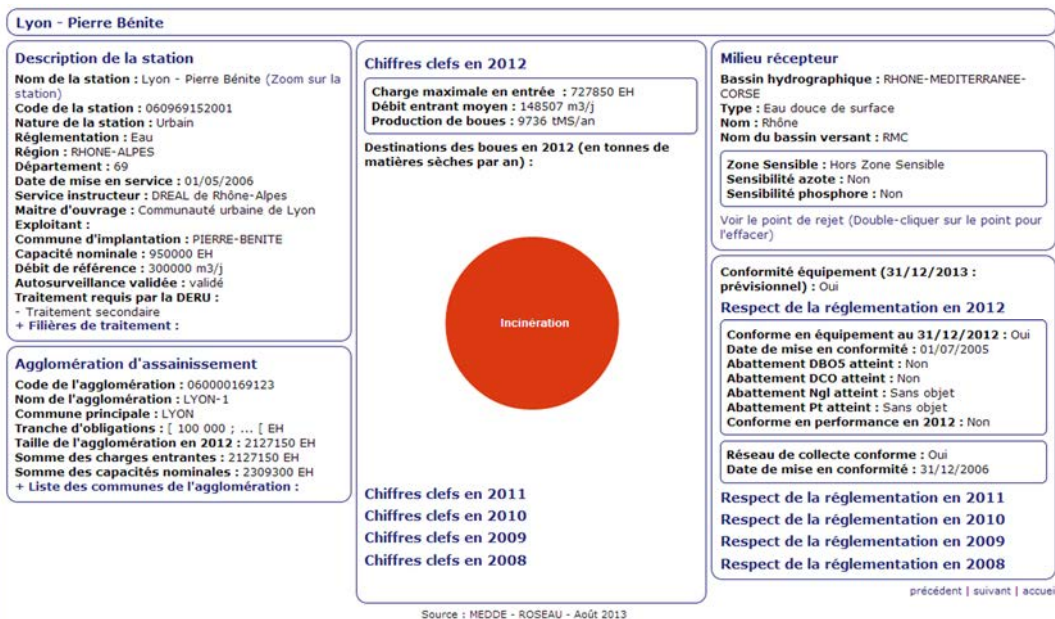 Lyon - Pierre Bénite
Description de la station
Nom de la station : Lyon - Pierre Bénite (Zoom sur la
station)
Code de la station : 060969152001
Nature de la station : Urbain
Réglementation : Eau
Région : RHONE-ALPES
Département : 69
Date de mise en service : 01/05/2006
Service instructeur : DREAL de Rhône-Alpes
Maitre d'ouvrage : Communauté urbaine de Lyon
Exploitant :
Commune d'implantation : PIERRE-BENITE
Capacité nominale : 950000 EH
Débit de référence : 300000 m3/j
Autosurveillance validée : validé
Traitement requis par la DERU :
- Traitement secondaire
+ Filières de traitement :
Agglomération d'assainissement
Code de l'agglomération : 060000169123
Nom de l'agglomération : LYON-1
Commune principale : LYON
Tranche d'obligations : [ 100 000 ; ... [ EH
Taille de l'agglomération en 2012 : 2127150 EH
Somme des charges entrantes : 2127150 EH
Somme des capacités nominales : 2309300 EH
+ Liste des communes de l'agglomération :
Chiffres clefs en 2012
Charge maximale en entrée : 727850 EH
Débit entrant moyen : 148507 m3/j
Production de boues : 9736 tMS/an
Destinations des boues en 2012 (en tonnes de
matières sèches par an) :
Incinération
Chiffres clefs en 2011
Chiffres clefs en 2010
Chiffres clefs en 2009
Chiffres clefs en 2008
Milieu récepteur
Bassin hydrographique : RHONE-MEDITERRANEE-
CORSE
Type : Eau douce de surface
Nom : Rhône
Nom du bassin versant : RMC
Zone Sensible : Hors Zone Sensible
Sensibilité azote : Non
Sensibilité phosphore : Non
Voir le point de rejet (Double-cliquer sur le point pour
l'effacer)
Conformité équipement (31/12/2013 :
prévisionnel) : Oui
Respect de la réglementation en 2012
Conforme en équipement au 31/12/2012 : Oui
Date de mise en conformité : 01/07/2005
Abattement DBO5 atteint : Non
Abattement DCO atteint : Non
Abattement Ngl atteint : Sans objet
Abattement Pt atteint : Sans objet
Conforme en performance en 2012 : Non
Réseau de collecte conforme : Oui
Date de mise en conformité : 31/12/2006
Respect de la réglementation en 2011
Respect de la réglementation en 2010
Respect de la réglementation en 2009
Respect de la réglementation en 2008
précédent | suivant | accuei
Source : MEDDE - ROSEAU - Août 2013